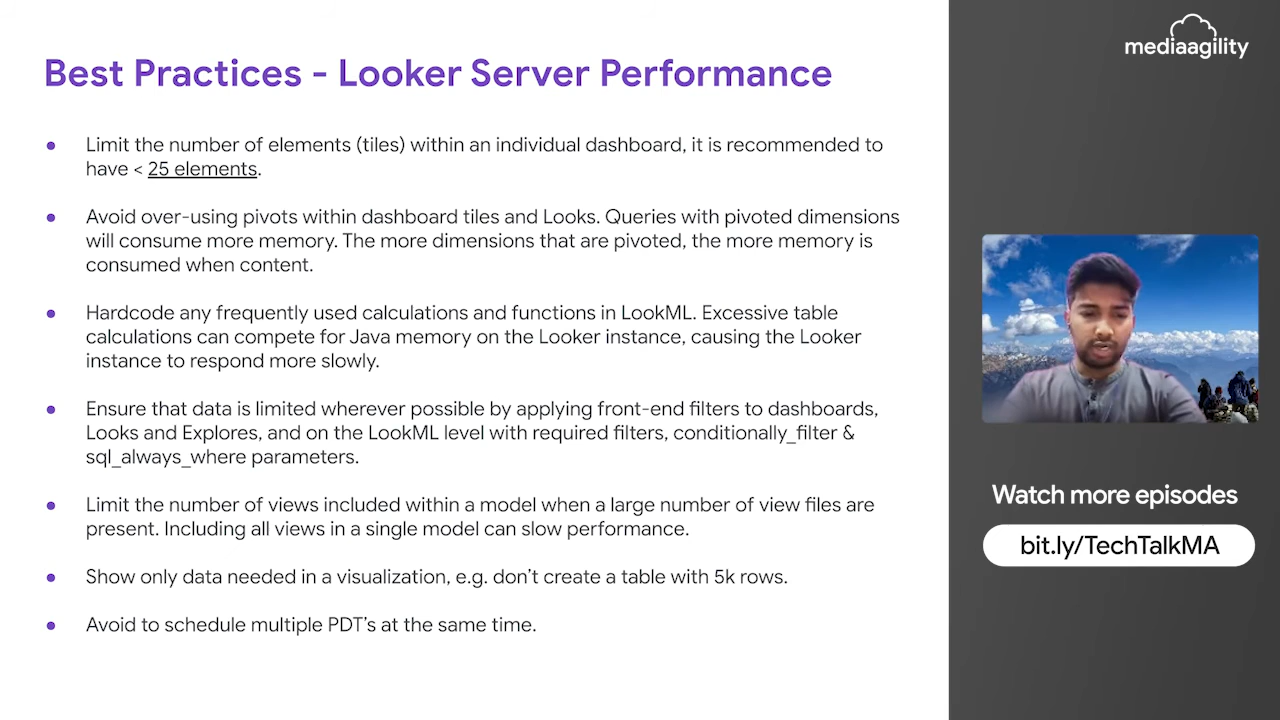 mediaagility
Best Practices - Looker Server Performance
● Limit the number of elements (tiles) within an individual dashboard, it is recommended to
have < 25 elements.
● Avoid over-using pivots within dashboard tiles and Looks. Queries with pivoted dimensions
will consume more memory. The more dimensions that are pivoted, the more memory is
consumed when content.
● Hardcode any frequently used calculations and functions in LookML. Excessive table
calculations can compete for Java memory on the Looker instance, causing the Looker
instance to respond more slowly.
● Ensure that data is limited wherever possible by applying front-end filters to dashboards,
Looks and Explores, and on the LookML level with required filters, conditionally_filter &
sql_always_where parameters.
● Limit the number of views included within a model when a large number of view files are
present. Including all views in a single model can slow performance.
● Show only data needed in a visualization, e.g. don't create a table with 5k rows.
● Avoid to schedule multiple PDT's at the same time.
Watch more episodes
bit.ly/TechTalkMA